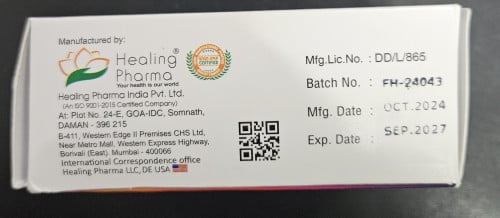 Manufactured by:
Healing®
Pharma
Your health is our world
Healing Pharma India Pvt. Ltd.
(An ISO 9001-2015 Certified Company)
At: Plot No. 24-E, GOA-IDC, Somnath,
DAMAN - 396 215
B-411, Western Edge II Premises CHS Ltd,
Near Metro Mall, Western Express Highway,
Borivali (East). Mumbai - 400066
International Correspondence office
Healing Pharma LLC, DE USA
Mfg.Lic.No. : DD/L/865
Batch No. : FH-24043
Mfg. Date : OCT.2024
Exp. Date : SEP.2027